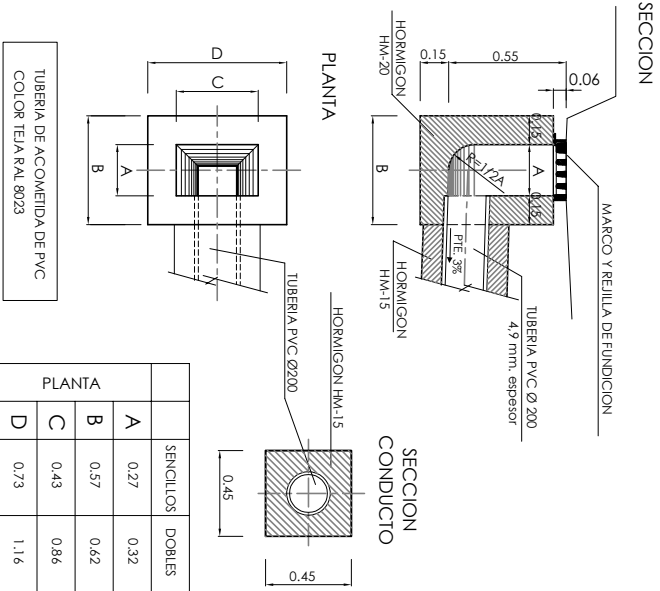 SECCION
MARCO Y REJILLA DE FUNDICION
0.06
0.55
0.15
0.15
A
0.15
R=1/2A
B
PTE. 3%
HORMIGON
HM-20
HORMIGON
HM-15
TUBERIA PVC Ø 200
4,9 mm. espesor
PLANTA
D
C
A
B
TUBERIA PVC Ø200
SECCION
CONDUCTO
HORMIGON HM-15
0.45
0.45
TUBERIA DE ACOMETIDA DE PVC
COLOR TEJA RAL 8023
SENCILLOS DOBLES
PLANTA
A 0.27 0.32
B 0.57 0.62
C 0.43 0.86
D 0.73 1.16